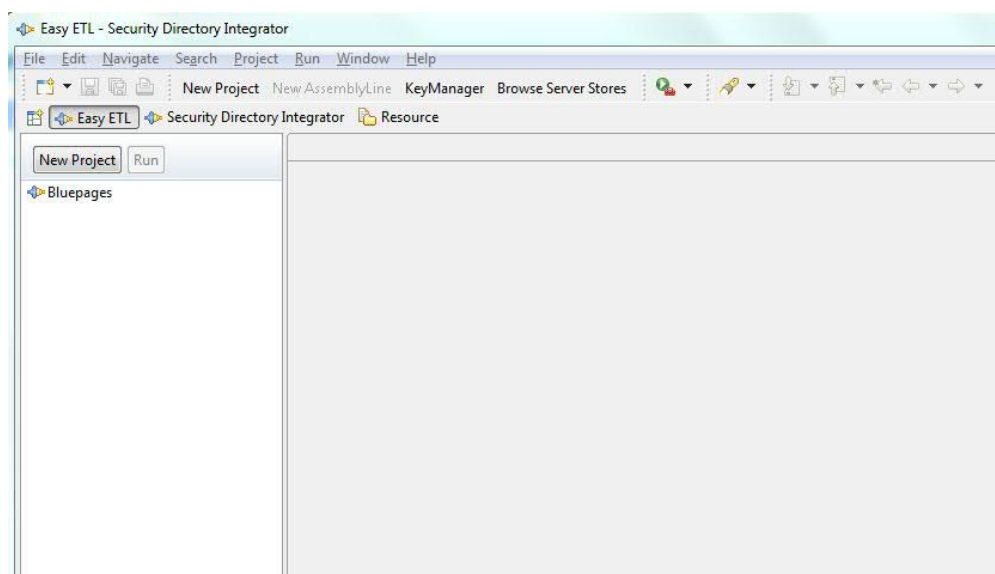 Easy ETL - Security Directory Integrator
File Edit Navigate Search Project Run Window Help
New Project New AssemblyLine KeyManager Browse Server Stores
Easy ETL Security Directory Integrator Resource
New Project Run
Bluepages